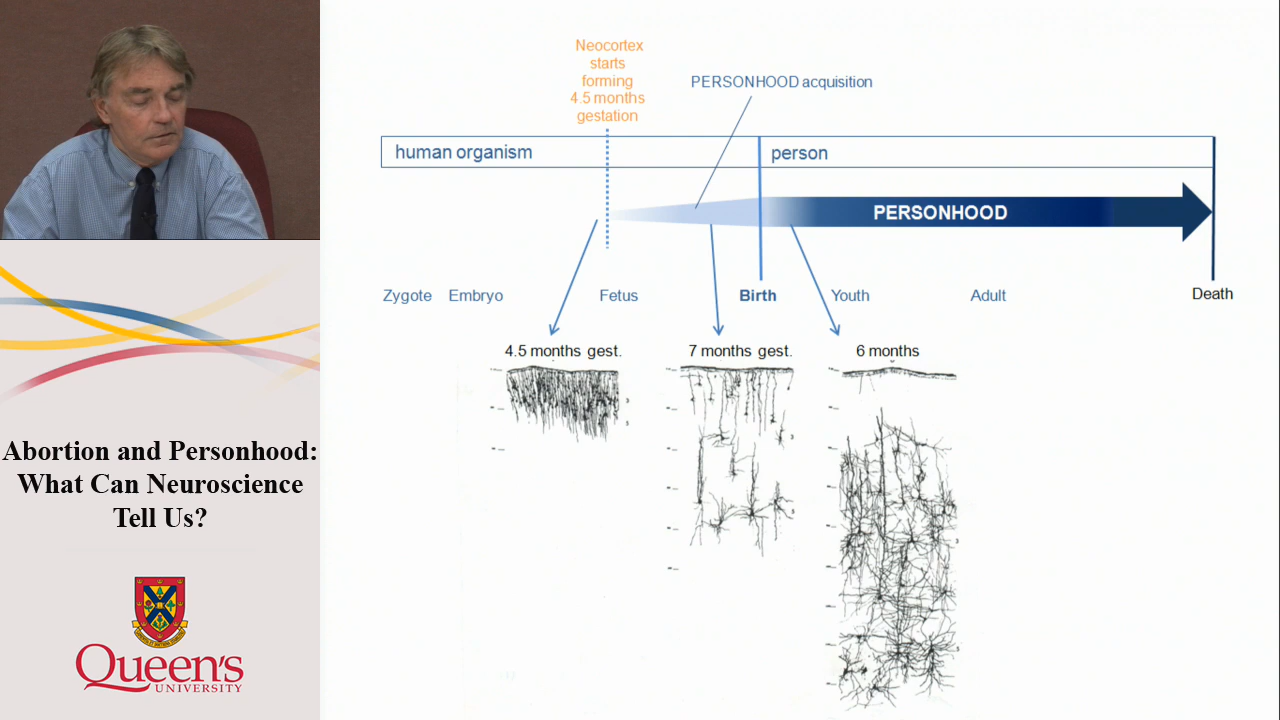 Neocortex
starts
forming
4.5 months
gestation
PERSONHOOD acquisition
human organism
person
PERSONHOOD
Zygote
Embryo
Fetus
Birth
Youth
Adult
Death
4.5 months gest.
7 months gest.
6 months
Abortion and Personhood:
What Can Neuroscience
Tell Us?
Queen's
UNIVERSITY